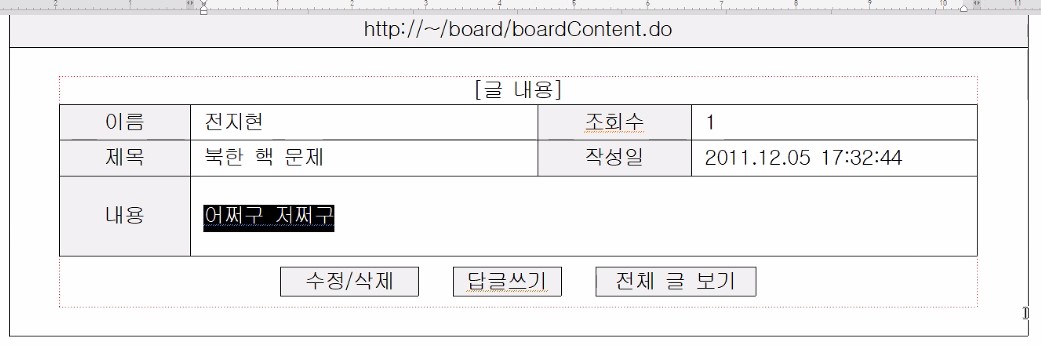 http://~/board/boardContent.do
[글 내용]
이름 전지현 조회수 1
제목 북한 핵 문제 작성일 2011.12.05 17:32:44
내용 어쩌구 저쩌구
수정/삭제 답글쓰기 전체 글 보기